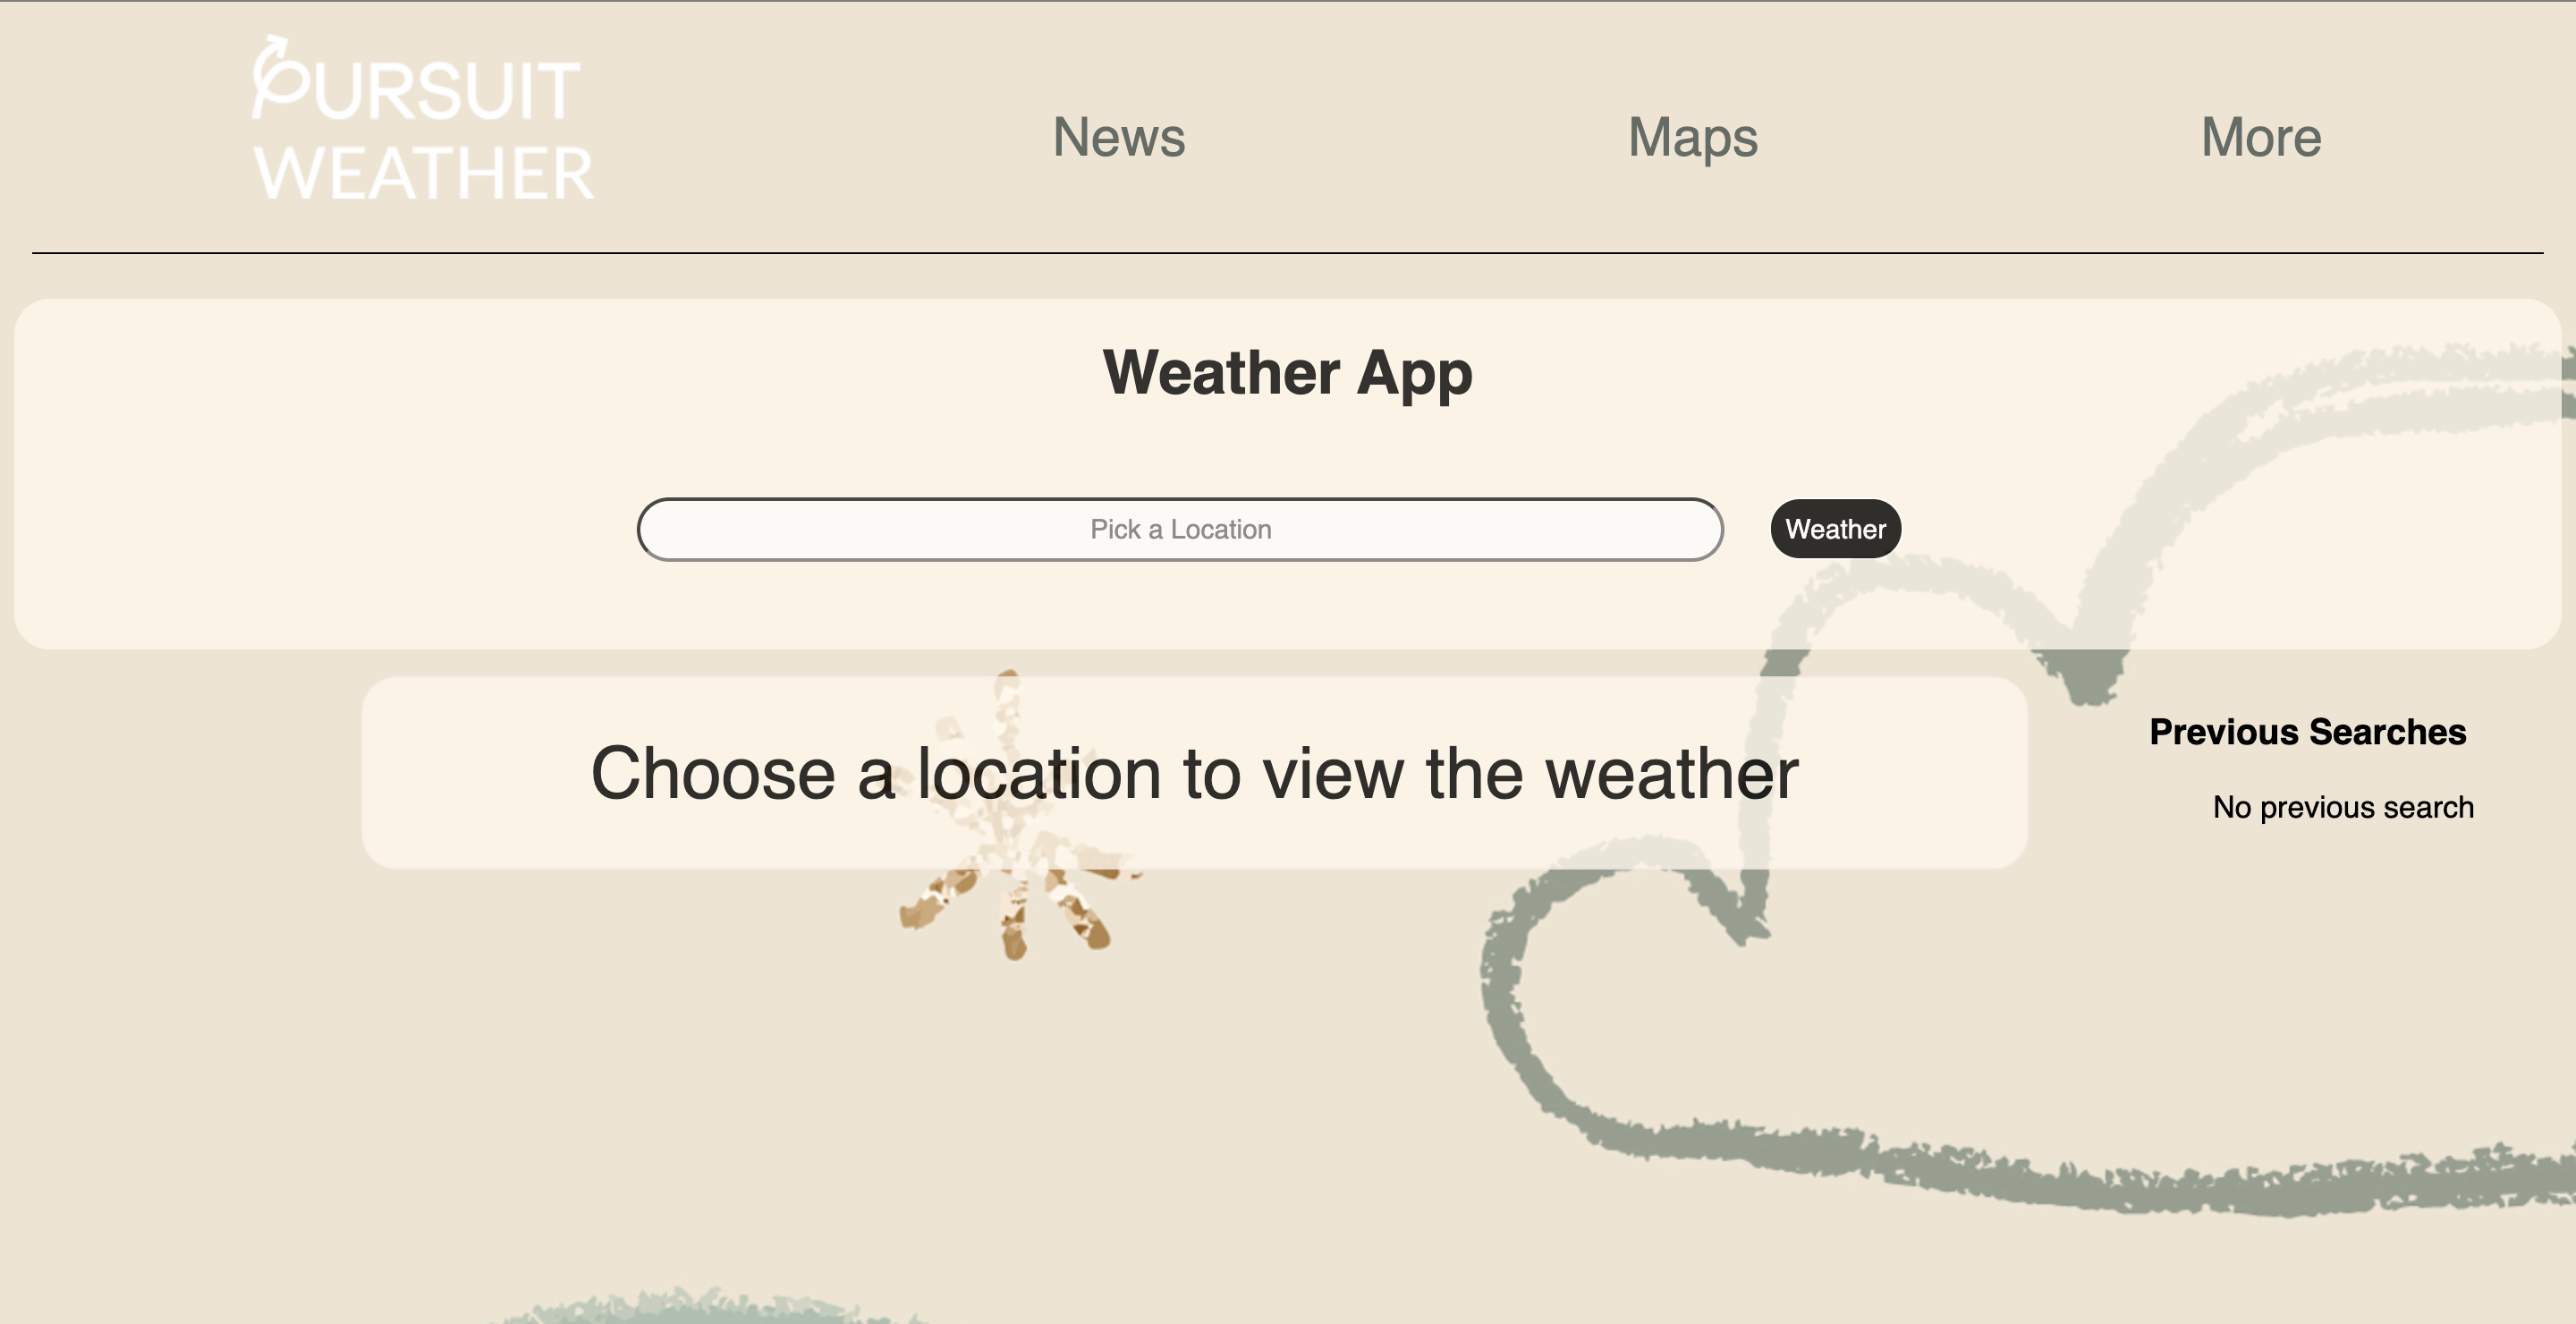 PURSUIT
WEATHER
News
Maps
More
Weather App
Pick a Location
Weather
Choose a location to view the weather
Previous Searches
No previous search